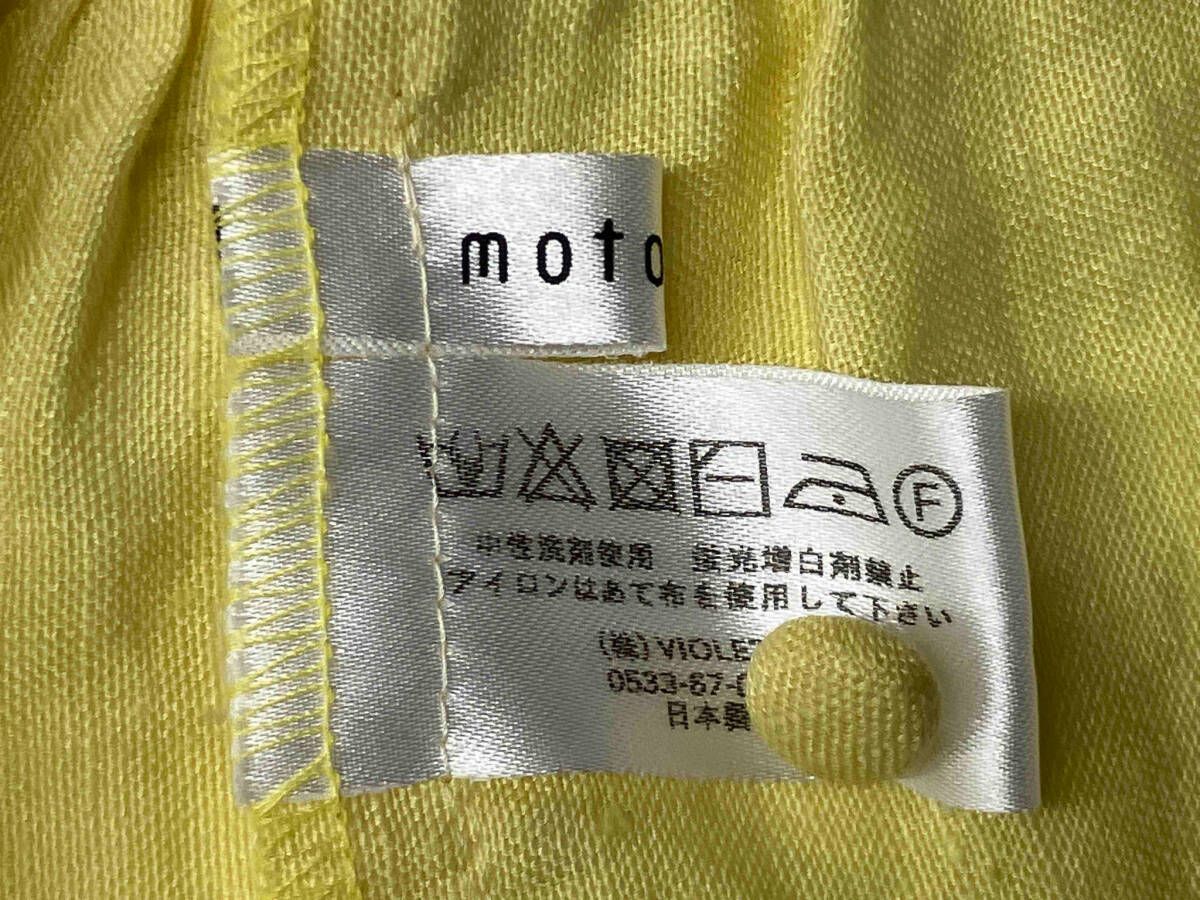 moto
F
中性洗剤使用 蛍光増白剤禁止
アイロンはあて布を使用して下さい
(株)VIOLET
0533-67-
日本製